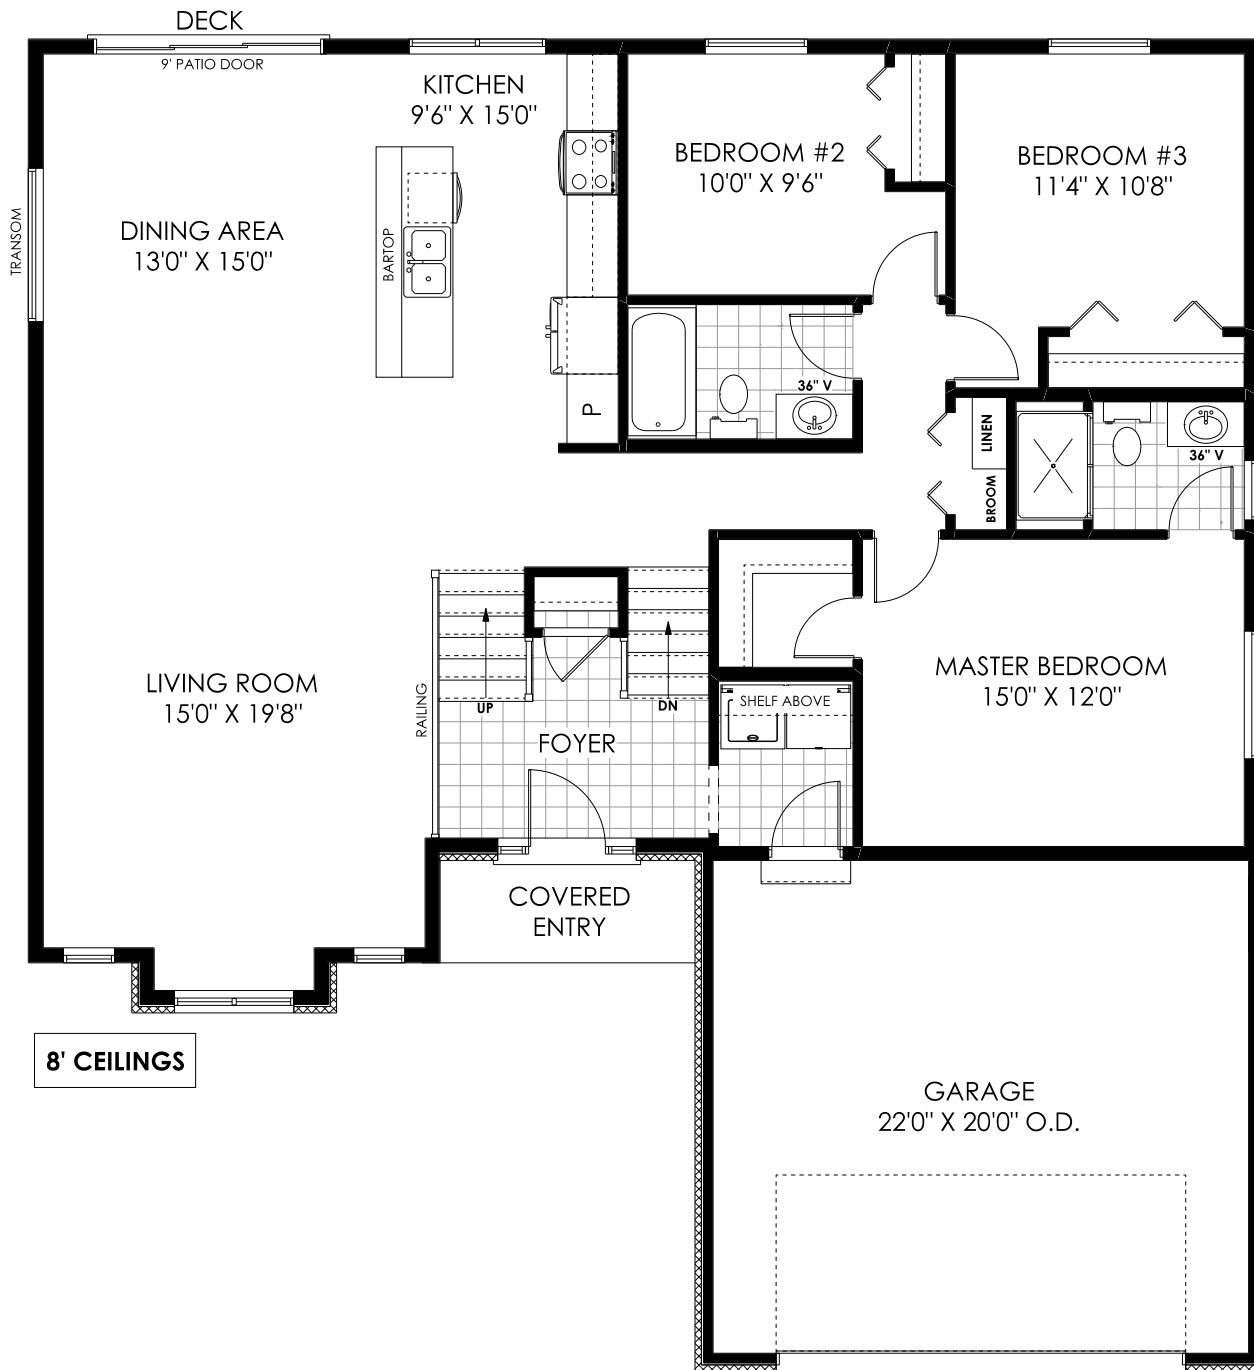 DECK
9' PATIO DOOR
KITCHEN
9'6" X 15'0"
BEDROOM #2
10'0" X 9'6"
BEDROOM #3
11'4" X 10'8"
TRANSOM
DINING AREA
13'0" X 15'0"
BARTOP
P
36" V
LINEN
BROOM
36" V
LIVING ROOM
15'0" X 19'8"
RAILING
UP
DN
FOYER
SHELF ABOVE
MASTER BEDROOM
15'0" X 12'0"
COVERED
ENTRY
8' CEILINGS
GARAGE
22'0" X 20'0" O.D.